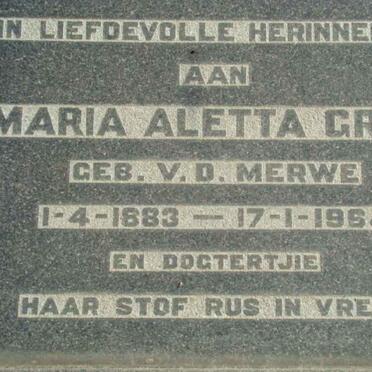 IN LIEFDEVOLLE HERINNE
AAN
MARIA ALETTA GR
GEB. V.D. MERWE
1-4-1883 — 17-1-196
EN DOGTERTJIE
HAAR STOF RUS IN VRE